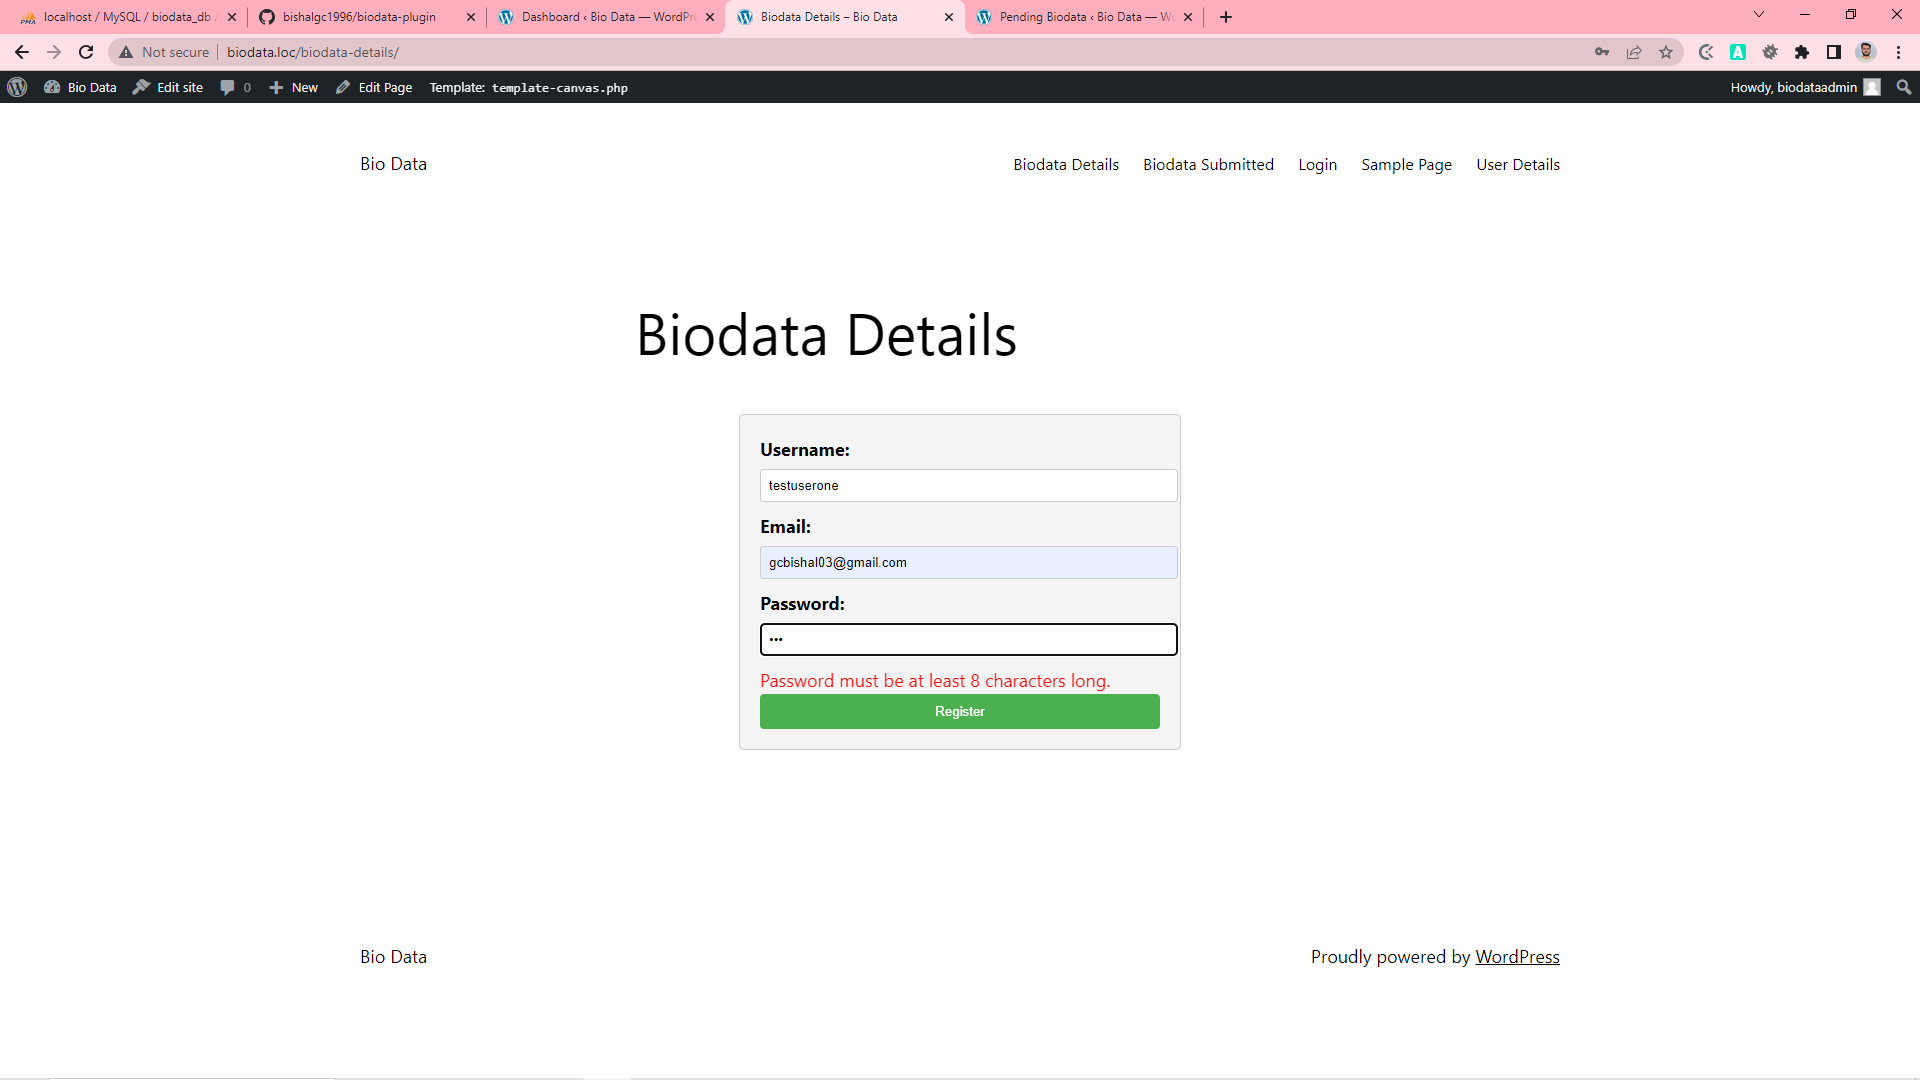 localhost / MySQL / biodata_db
bishalgc1996/biodata-plugin
Dashboard ‹ Bio Data — WordPr
Biodata Details – Bio Data
Pending Biodata ‹ Bio Data — Wo
Not secure biodata.loc/biodata-details/
Bio Data Edit site 0 New Edit Page Template: template-canvas.php Howdy, biodataadmin
Bio Data
Biodata Details Biodata Submitted Login Sample Page User Details
Biodata Details
Username:
testuserone
Email:
gcbishal03@gmail.com
Password:
•••
Password must be at least 8 characters long.
Register
Bio Data
Proudly powered by WordPress